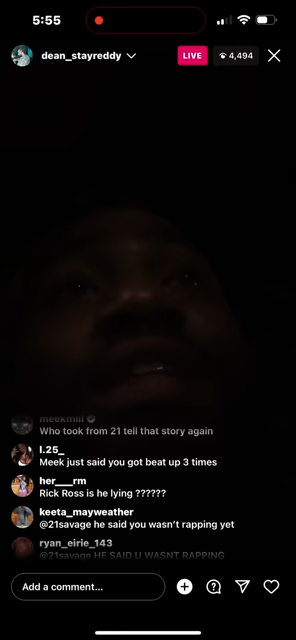 5:55
dean_stayreddy
LIVE
4,494
meekmill
Who took from 21 tell that story again
l.25_
Meek just said you got beat up 3 times
her___rm
Rick Ross is he lying ??????
keeta_mayweather
@21savage he said you wasn't rapping yet
ryan_eirie_143
@21savage HE SAID U WASNT RAPPING
Add a comment...